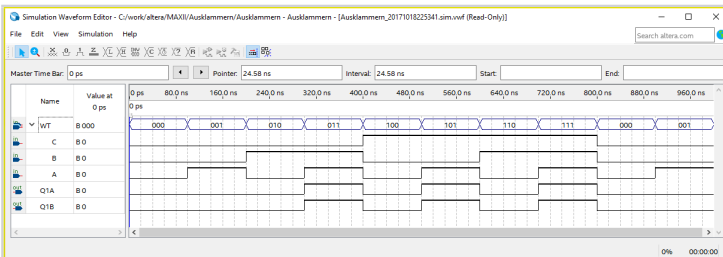 Simulation Waveform Editor - C:/work/altera/MAXII/Ausklammern/Ausklammern - Ausklammern - [Ausklammern_20171018225341.sim.vwf (Read-Only)]
File Edit View Simulation Help
Search altera.com
Master Time Bar: 0 ps Pointer: 24.58 ns Interval: 24.58 ns Start: End:
Name Value at 0 ps
0 ps 80.0 ns 160.0 ns 240.0 ns 320.0 ns 400.0 ns 480.0 ns 560.0 ns 640.0 ns 720.0 ns 800.0 ns 880.0 ns 960.0 ns
0 ps
WT B 000 000 001 010 011 100 101 110 111 000 001
C B 0
B B 0
A B 0
Q1A B 0
Q1B B 0
0% 00:00:00